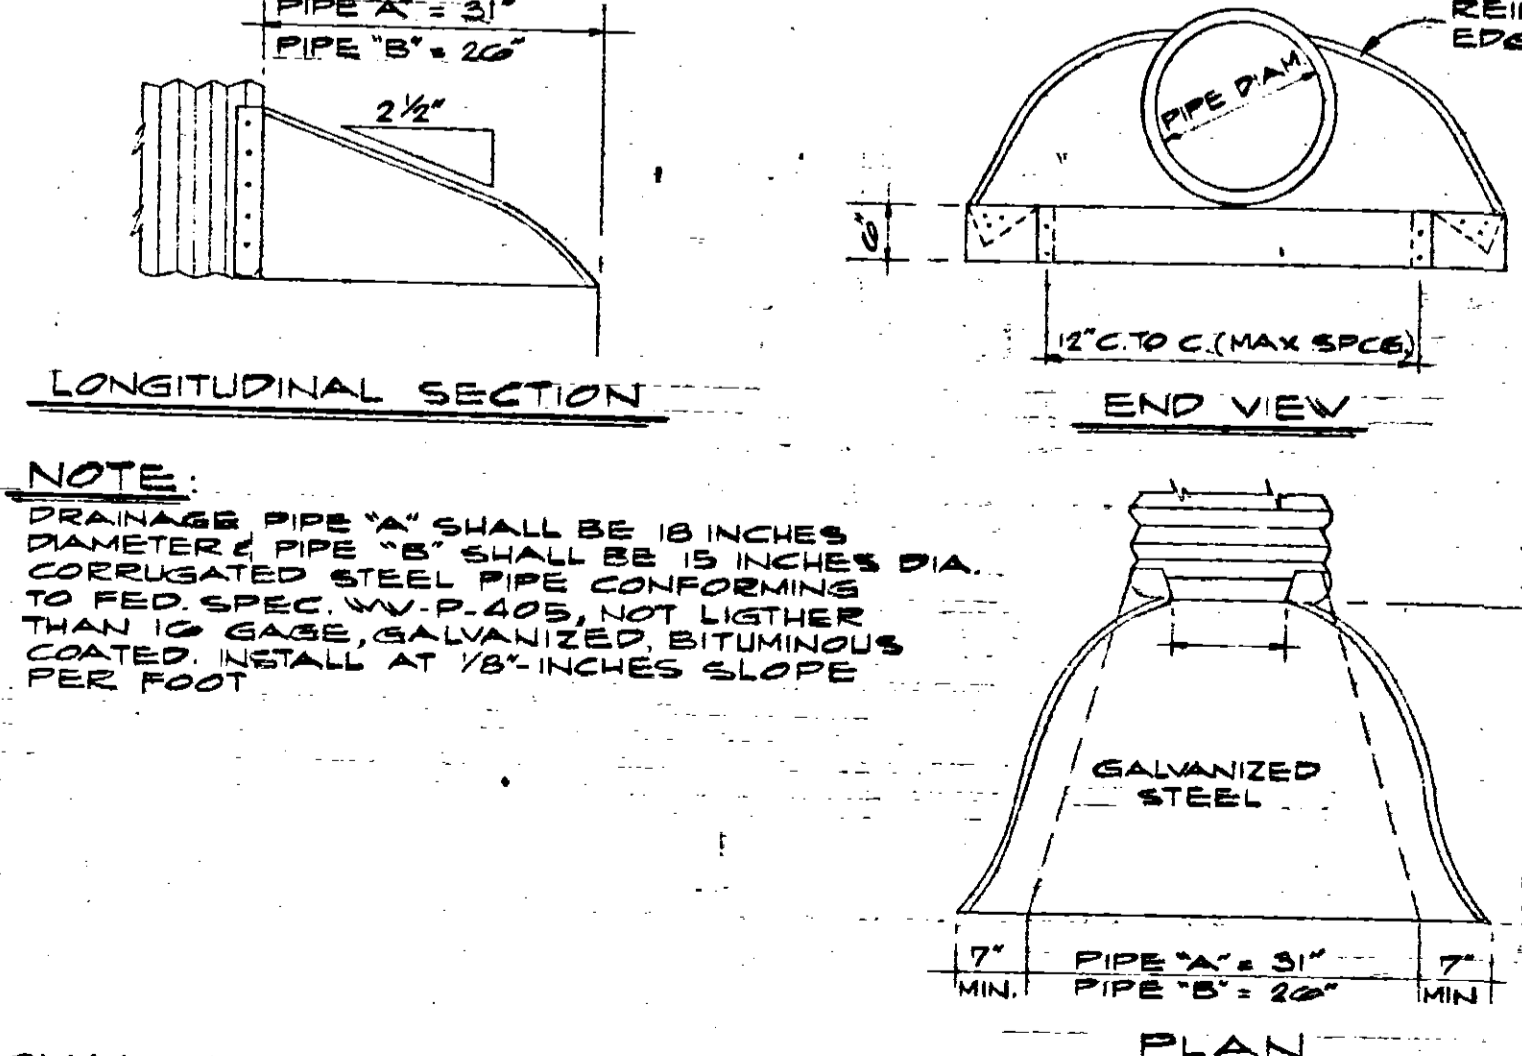 PIPE "A" = 31"
PIPE "B" = 26"
2 1/2"
LONGITUDINAL SECTION
PIPE DIAM.
6"
12" C. TO C. (MAX SPCG.)
END VIEW
NOTE:
DRAINAGE PIPE "A" SHALL BE 18 INCHES
DIAMETER & PIPE "B" SHALL BE 15 INCHES DIA.
CORRUGATED STEEL PIPE CONFORMING
TO FED. SPEC. WW-P-405, NOT LIGTHER
THAN 16 GAGE, GALVANIZED, BITUMINOUS
COATED. INSTALL AT 1/8"-INCHES SLOPE
PER FOOT
GALVANIZED
STEEL
7"
MIN.
PIPE "A" = 31"
PIPE "B" = 26"
7"
MIN
PLAN